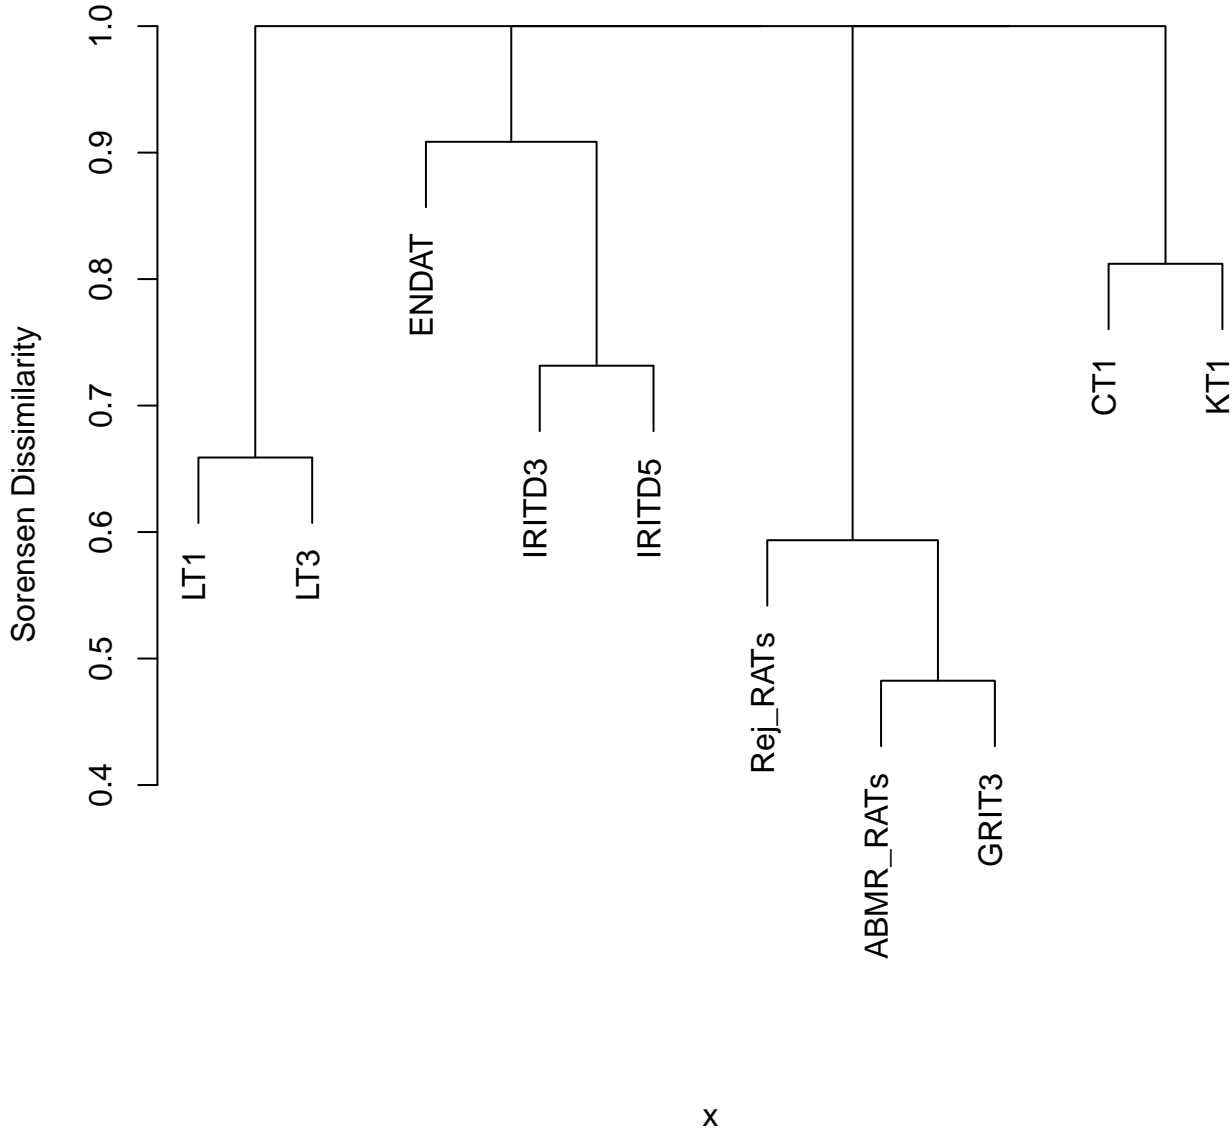 Sorensen Dissimilarity
1.0
0.9
0.8
0.7
0.6
0.5
0.4
LT1
LT3
ENDAT
IRITD3
IRITD5
Rej_RATs
ABMR_RATs
GRIT3
CT1
KT1
x